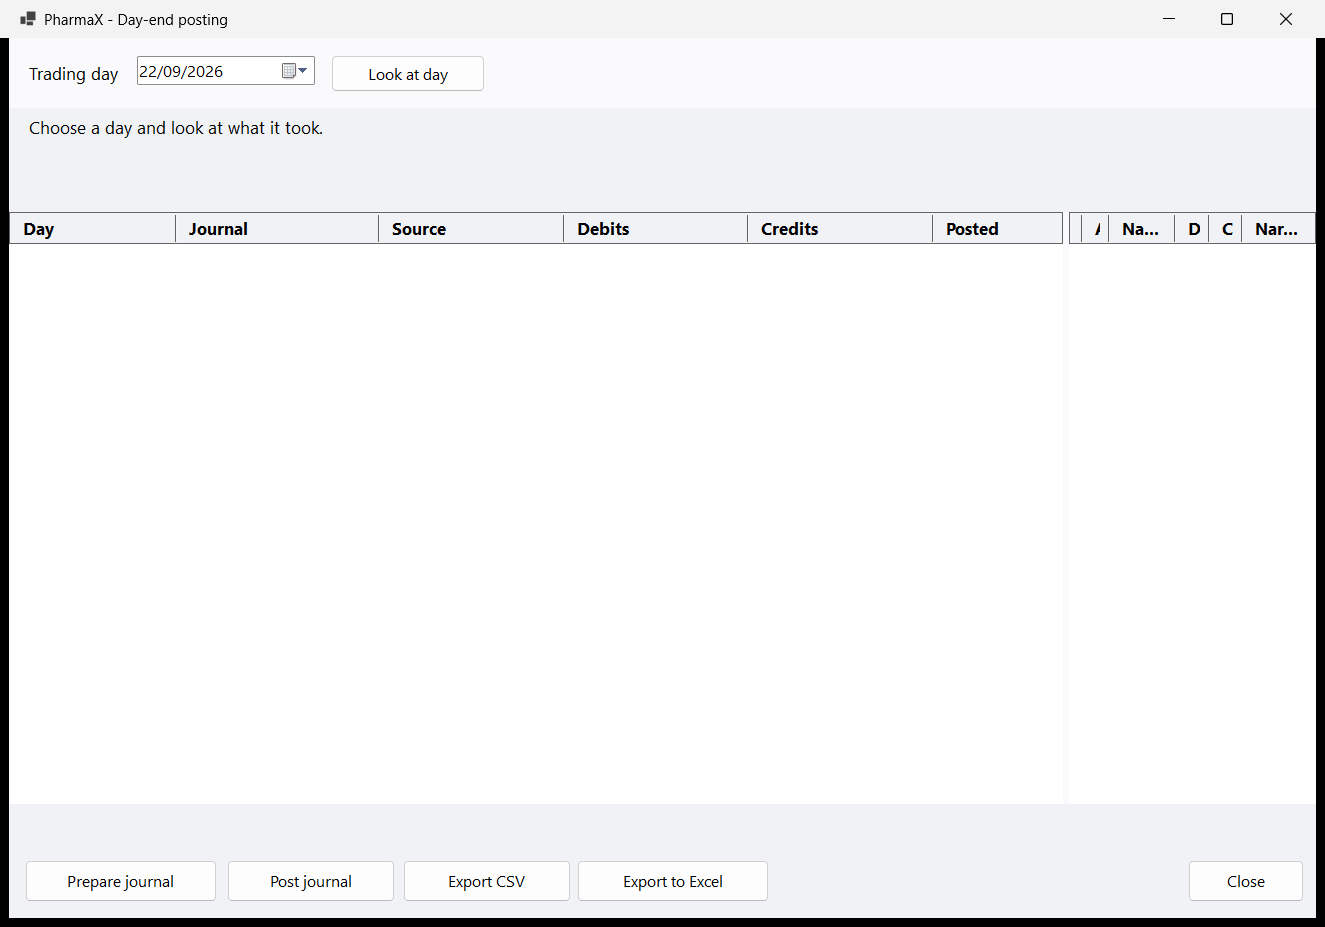 PharmaX - Day-end posting
Trading day 22/09/2026 Look at day
Choose a day and look at what it took.
Day Journal Source Debits Credits Posted Na... D C Nar...
Prepare journal Post journal Export CSV Export to Excel Close